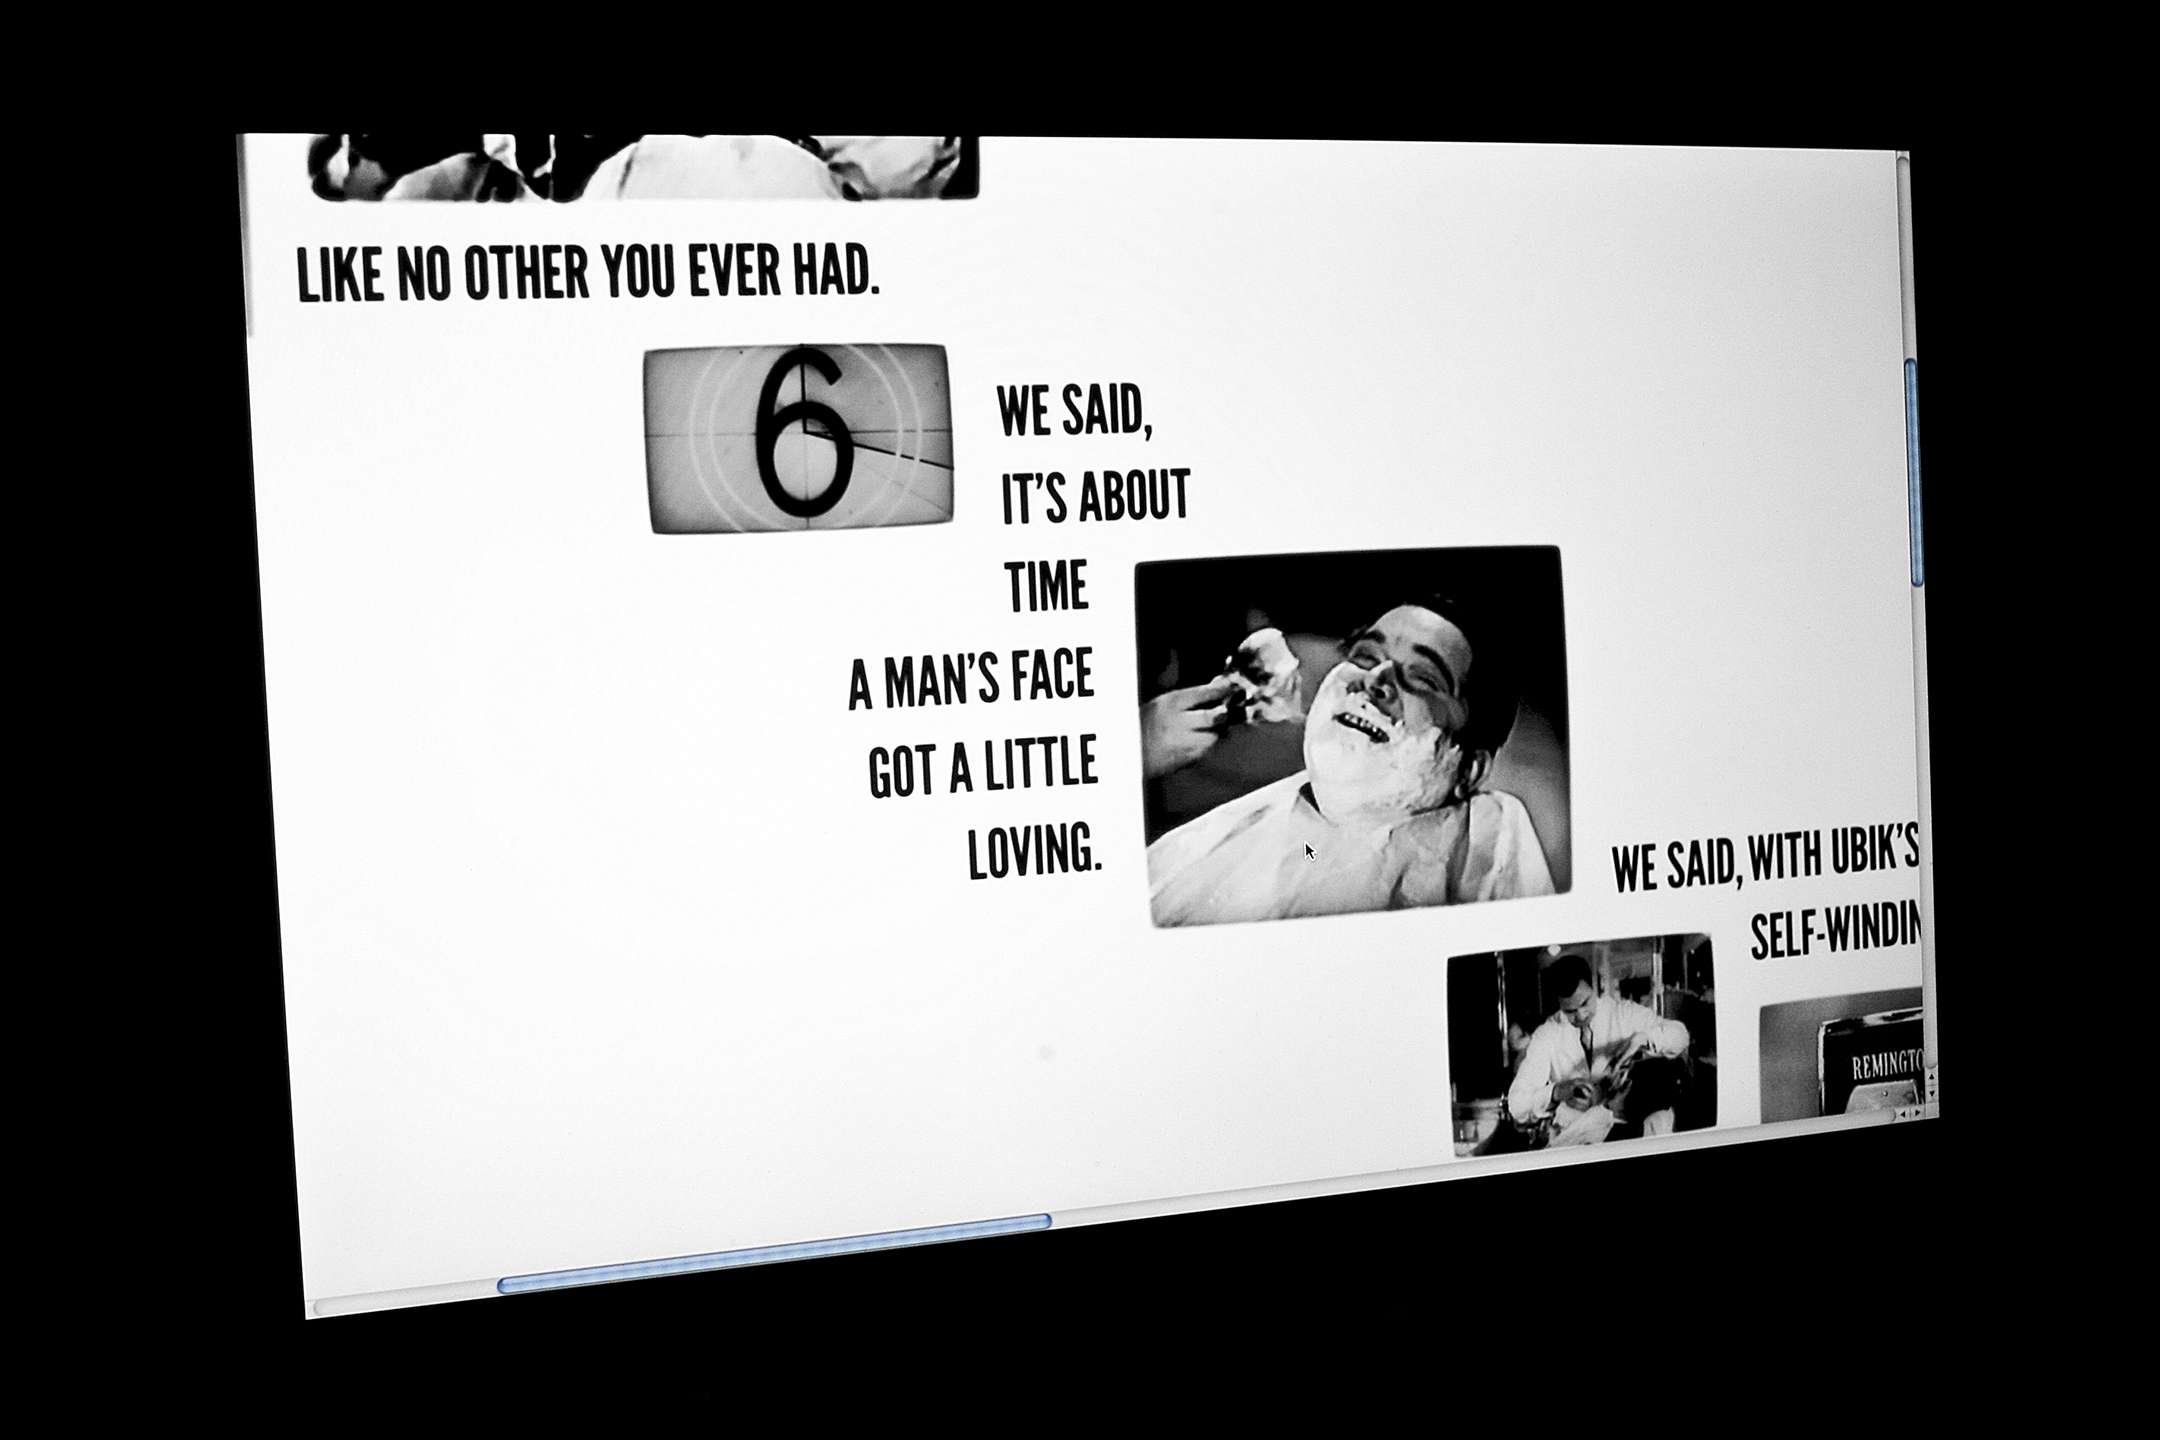 LIKE NO OTHER YOU EVER HAD.
6
WE SAID,
IT'S ABOUT
TIME
A MAN'S FACE
GOT A LITTLE
LOVING.
WE SAID, WITH UBIK'S
SELF-WINDIN
REMINGTO